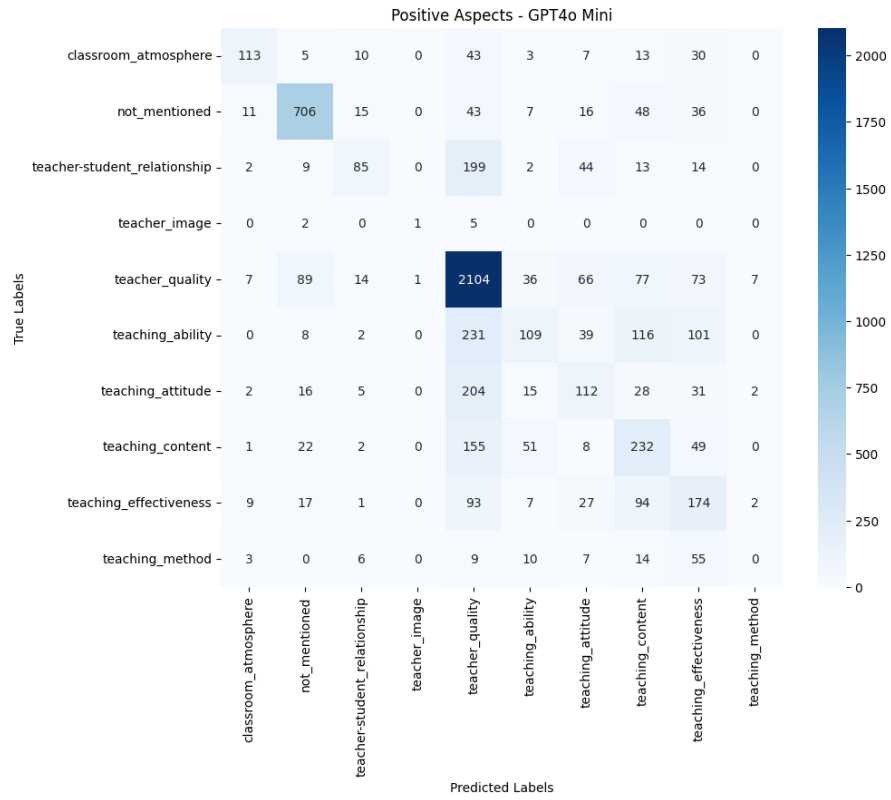 Positive Aspects - GPT4o Mini
True Labels
classroom_atmosphere 113 5 10 0 43 3 7 13 30 0
not_mentioned 11 706 15 0 43 7 16 48 36 0
teacher-student_relationship 2 9 85 0 199 2 44 13 14 0
teacher_image 0 2 0 1 5 0 0 0 0 0
teacher_quality 7 89 14 1 2104 36 66 77 73 7
teaching_ability 0 8 2 0 231 109 39 116 101 0
teaching_attitude 2 16 5 0 204 15 112 28 31 2
teaching_content 1 22 2 0 155 51 8 232 49 0
teaching_effectiveness 9 17 1 0 93 7 27 94 174 2
teaching_method 3 0 6 0 9 10 7 14 55 0
classroom_atmosphere
not_mentioned
teacher-student_relationship
teacher_image
teacher_quality
teaching_ability
teaching_attitude
teaching_content
teaching_effectiveness
teaching_method
Predicted Labels
2000
1750
1500
1250
1000
750
500
250
0